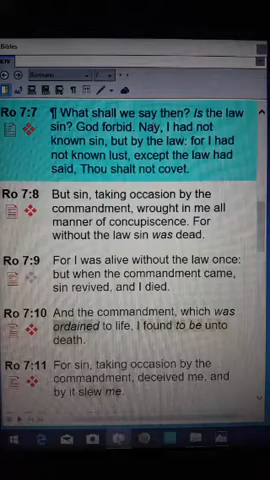 Bibles
KJV
Romans 7
Ro 7:7 ¶ What shall we say then? Is the law
sin? God forbid. Nay, I had not
known sin, but by the law: for I had
not known lust, except the law had
said, Thou shalt not covet.
Ro 7:8 But sin, taking occasion by the
commandment, wrought in me all
manner of concupiscence. For
without the law sin was dead.
Ro 7:9 For I was alive without the law once:
but when the commandment came,
sin revived, and I died.
Ro 7:10 And the commandment, which was
ordained to life, I found to be unto
death.
Ro 7:11 For sin, taking occasion by the
commandment, deceived me, and
by it slew me.